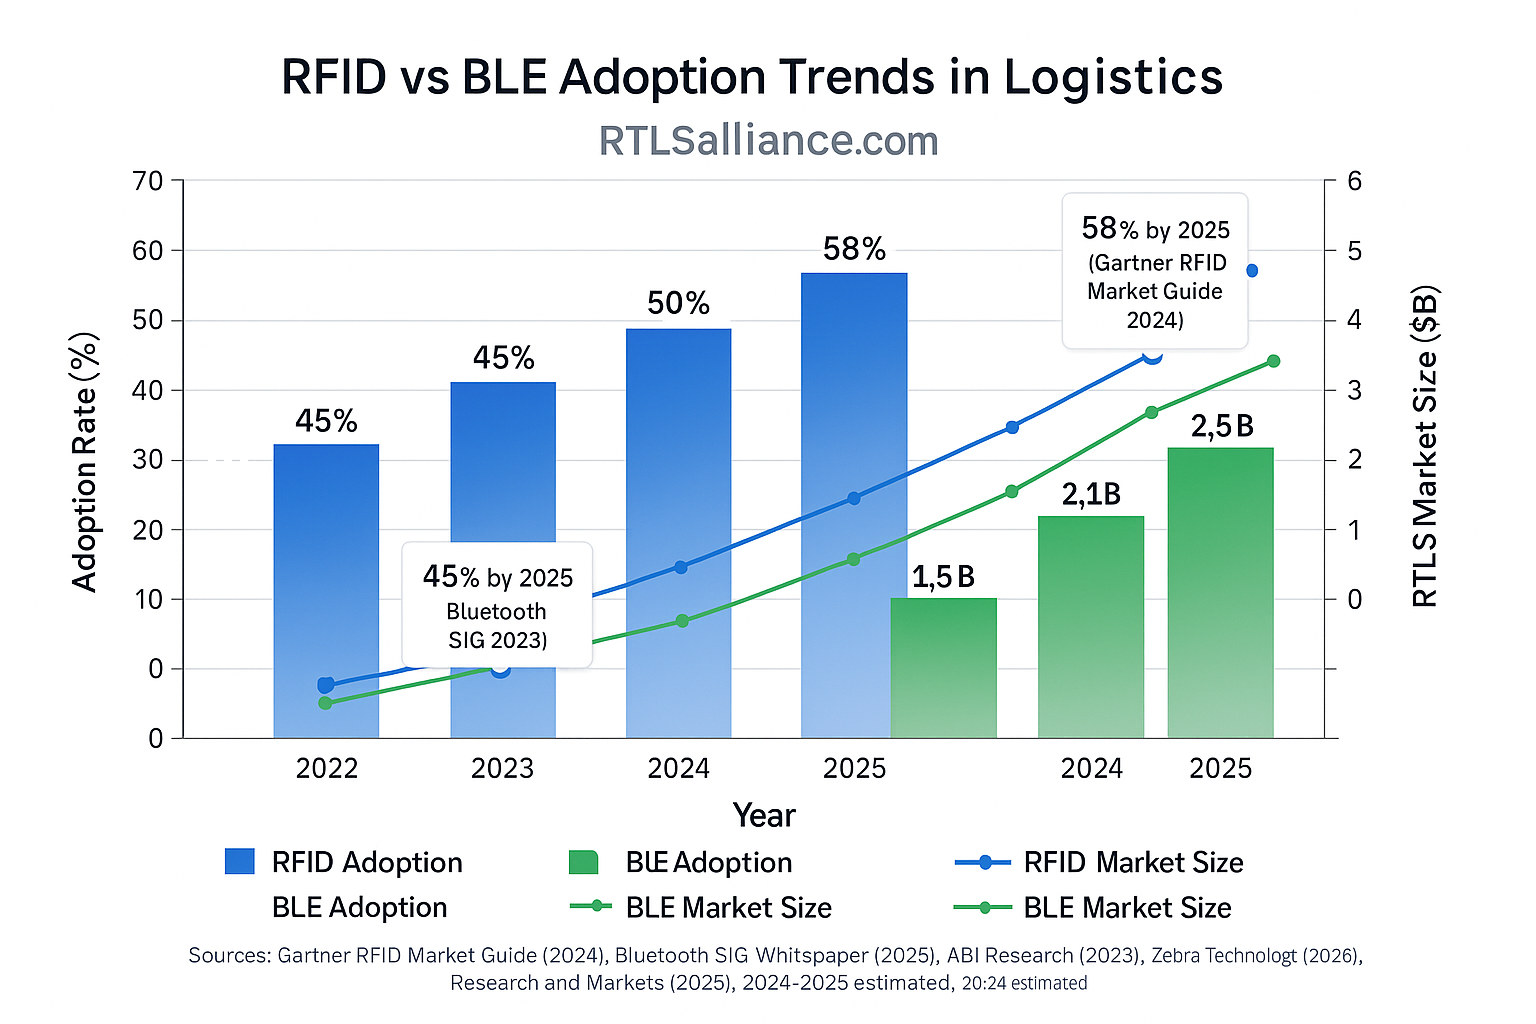 RFID vs BLE Adoption Trends in Logistics
RTLSalliance.com
70
60
50
40
30
20
10
0
0
Adoption Rate (%)
6
5
4
3
2
1
0
RTLS Market Size ($B)
45%
45%
50%
58%
1,5 B
2,1B
2,5 B
58% by 2025
(Gartner RFID
Market Guide
2024)
45% by 2025
Bluetooth
SIG 2023)
2022 2023 2024 2025 2024 2025
Year
RFID Adoption BLE Adoption RFID Market Size
BLE Adoption BLE Market Size BLE Market Size
Sources: Gartner RFID Market Guide (2024), Bluetooth SIG Whitspaper (2025), ABI Research (2023), Zebra Technologt (2026),
Research and Markets (2025), 2024-2025 estimated, 20:24 estimated